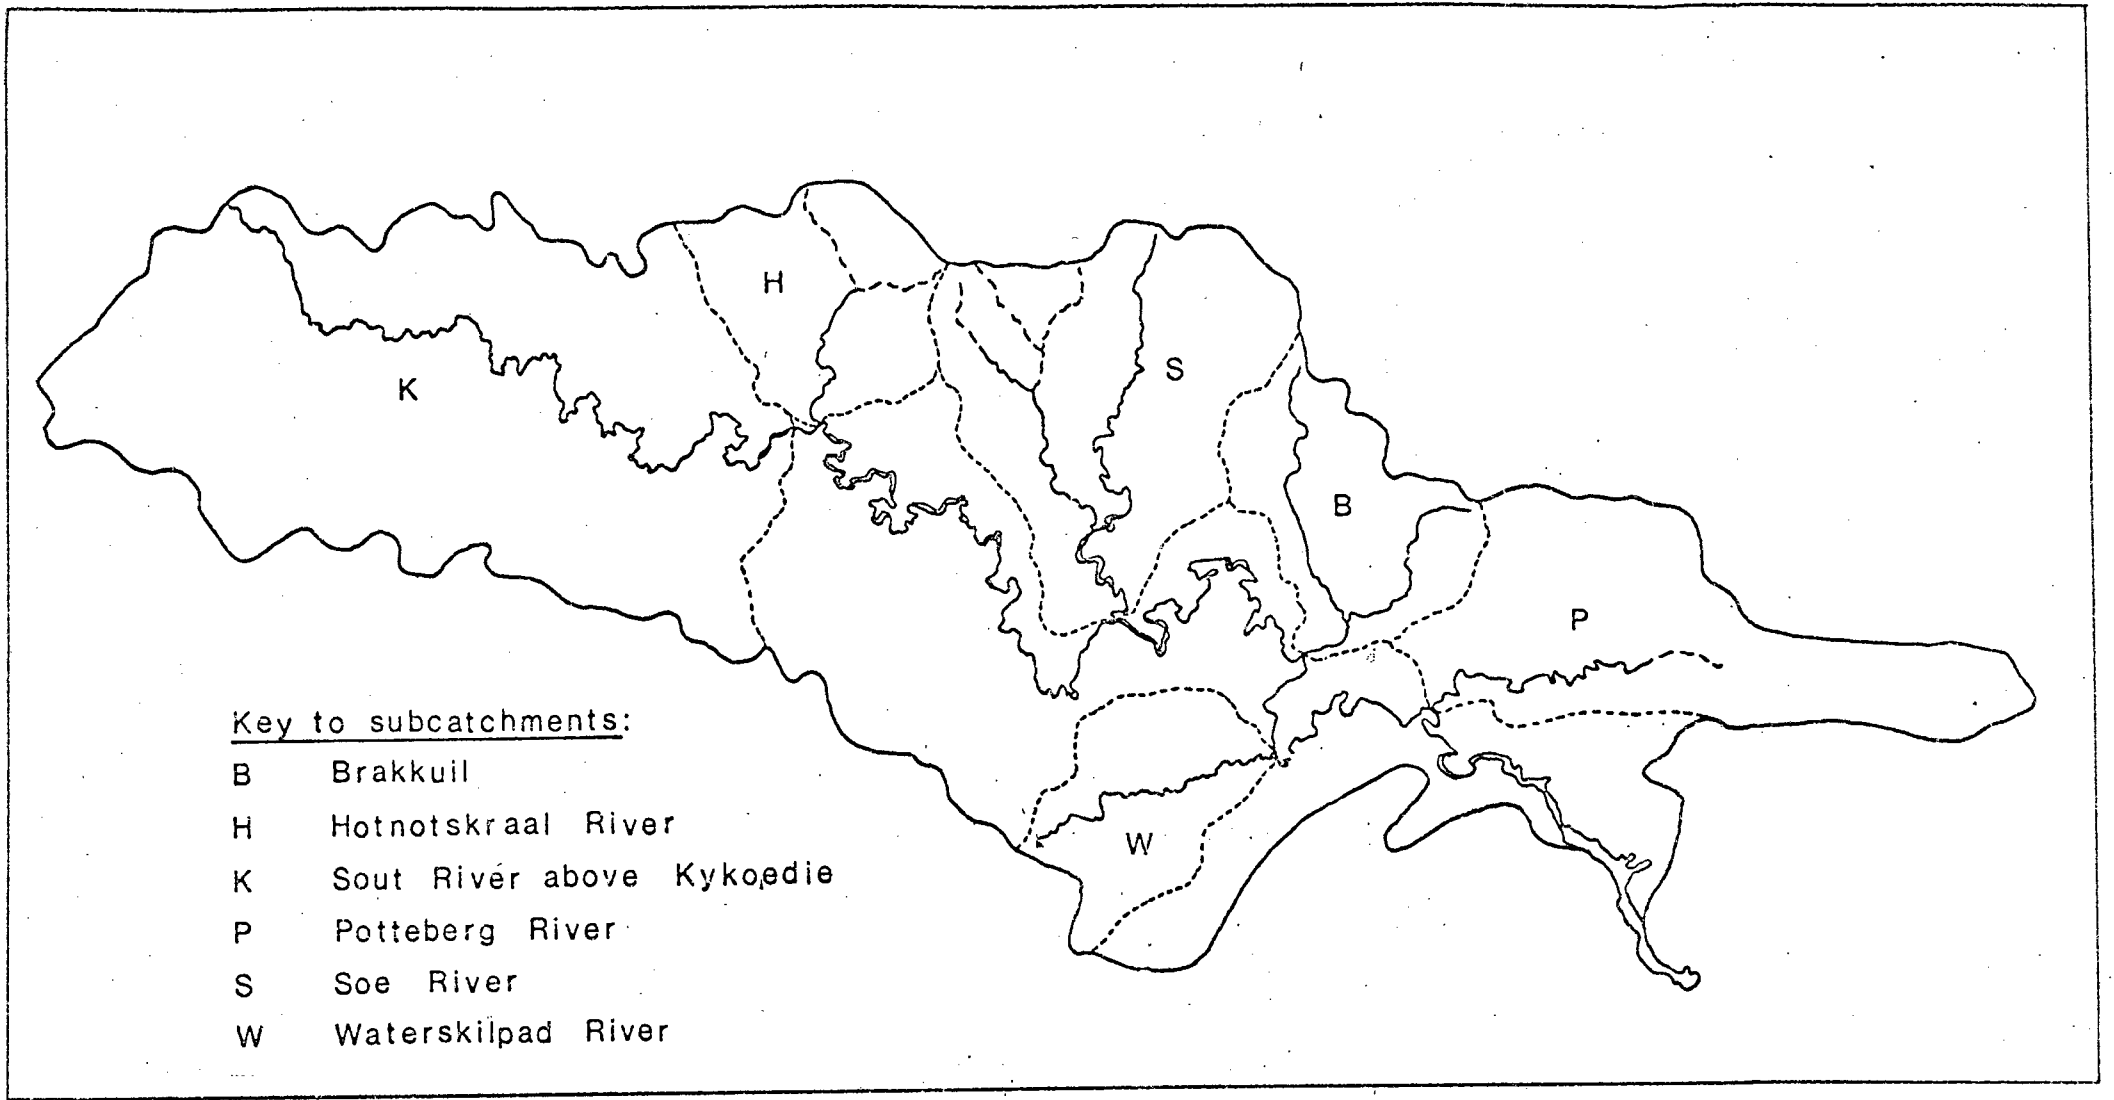 H
K
S
B
P
W
Key to subcatchments:
B Brakkuil
H Hotnotskraal River
K Sout River above Kykoedie
P Potteberg River
S Soe River
W Waterskilpad River